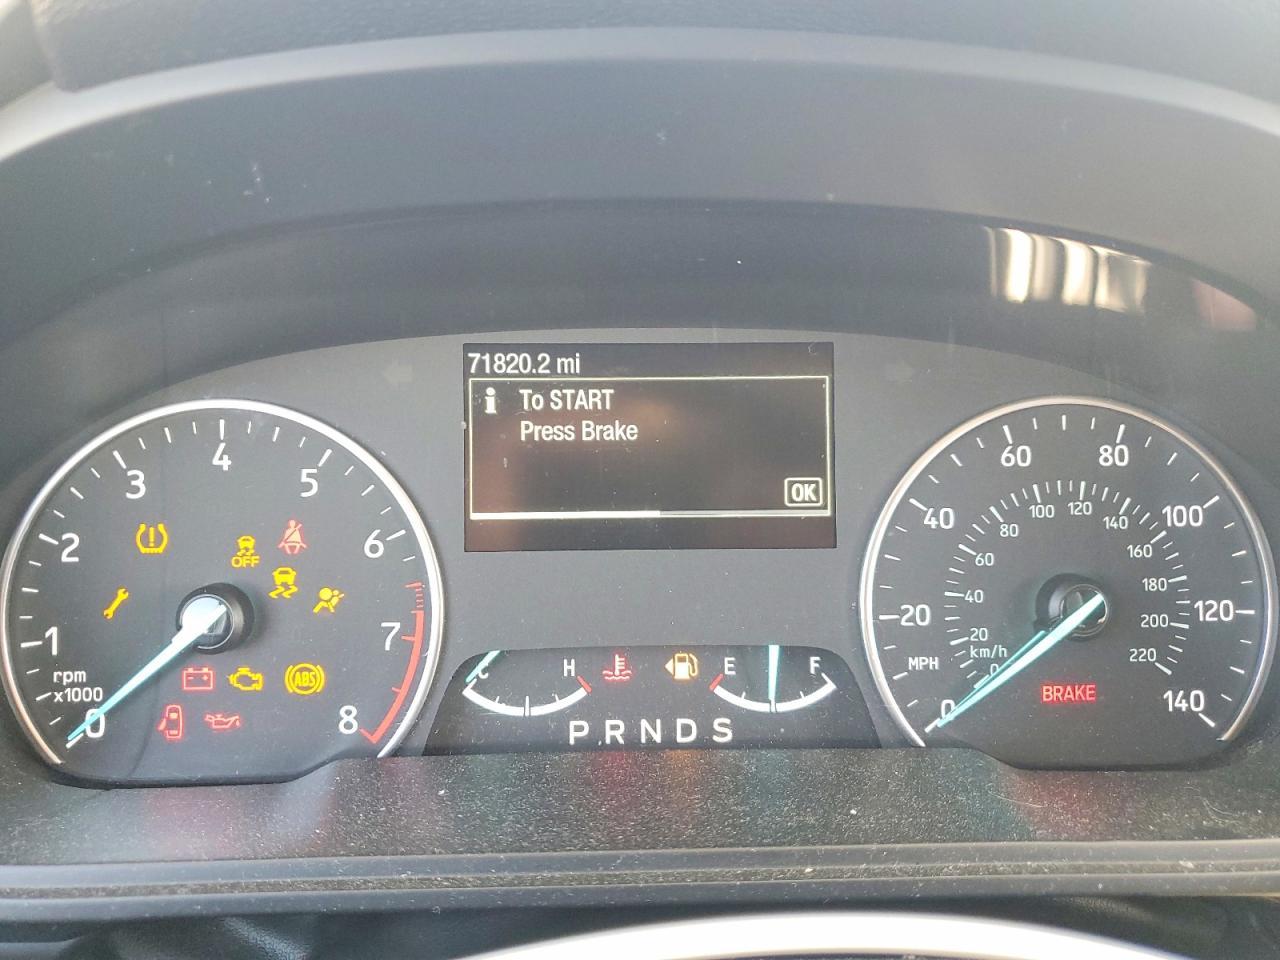 71820.2 mi
i To START
Press Brake
OK
0 1 2 3 4 5 6 7 8
rpm
x1000
OFF
ABS
C H
E F
P R N D S
0 20 40 60 80 100 120 140
MPH
0 20 40 60 80 100 120 140 160 180 200 220
km/h
BRAKE